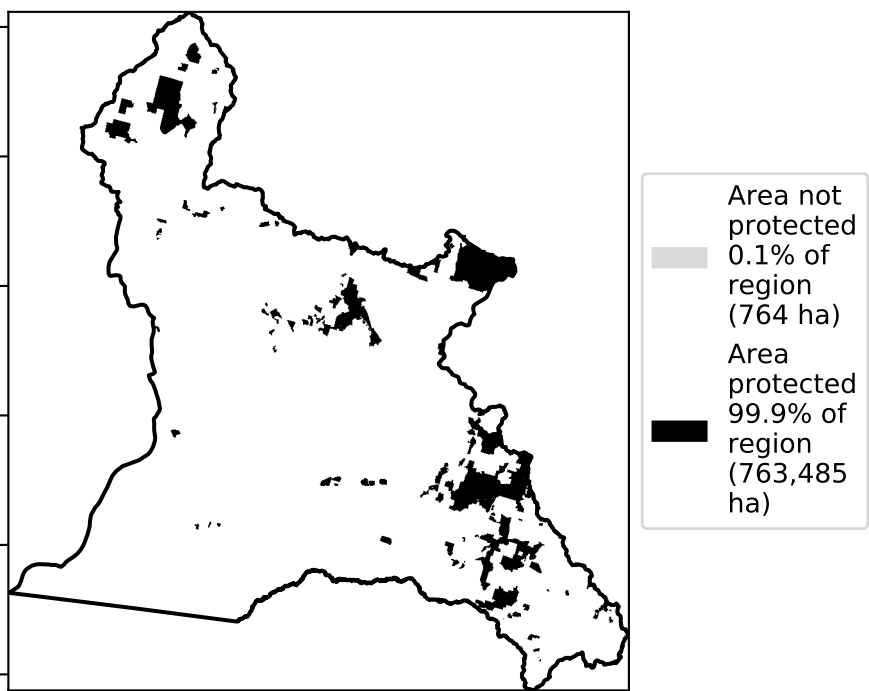 Area not
protected
0.1% of
region
(764 ha)
Area
protected
99.9% of
region
(763,485
ha)